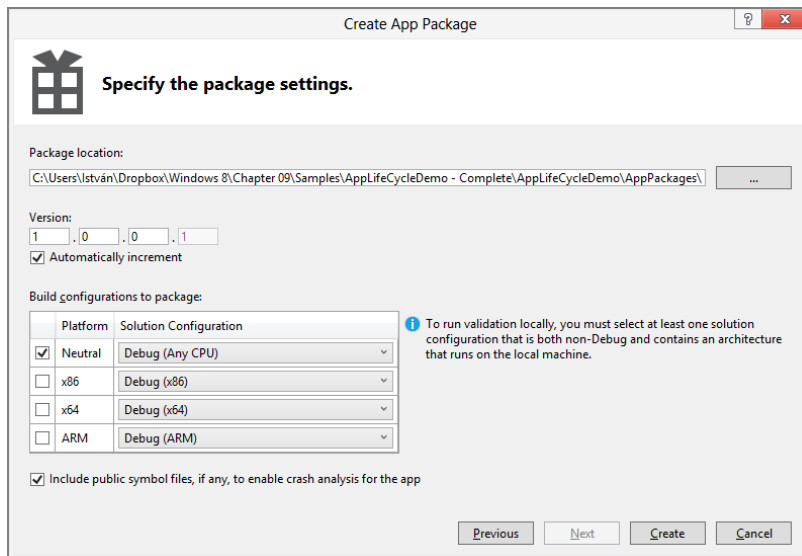 Create App Package
? x
Specify the package settings.
Package location:
C:\Users\István\Dropbox\Windows 8\Chapter 09\Samples\AppLifeCycleDemo - Complete\AppLifeCycleDemo\AppPackages\ ...
Version:
1 . 0 . 0 . 1
Automatically increment
Build configurations to package:
Platform Solution Configuration
Neutral Debug (Any CPU)
x86 Debug (x86)
x64 Debug (x64)
ARM Debug (ARM)
To run validation locally, you must select at least one solution
configuration that is both non-Debug and contains an architecture
that runs on the local machine.
Include public symbol files, if any, to enable crash analysis for the app
Previous Next Create Cancel